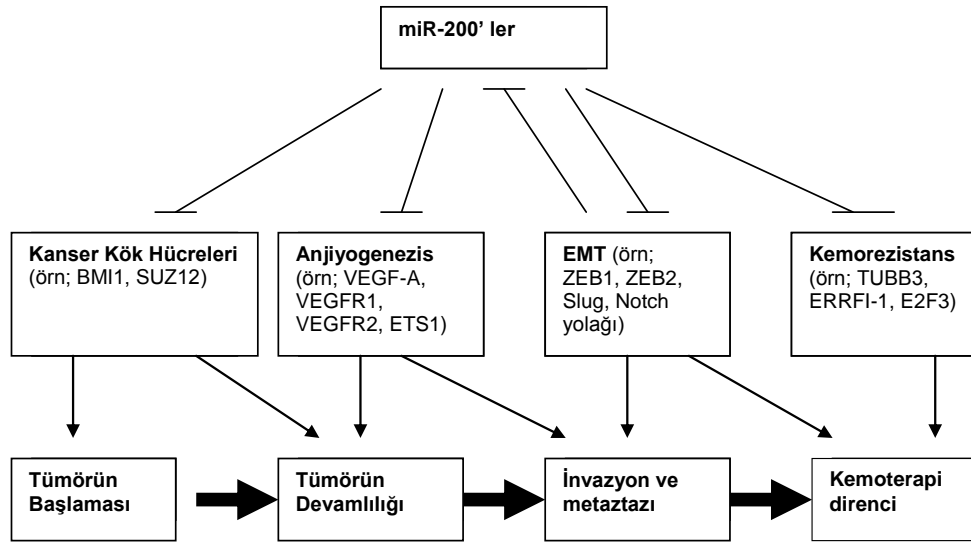 miR-200’ ler
Kanser Kök Hücreleri
(örn; BMI1, SUZ12)
Anjiyogenezis
(örn; VEGF-A,
VEGFR1,
VEGFR2, ETS1)
EMT (örn;
ZEB1, ZEB2,
Slug, Notch
yolağı)
Kemorezistans
(örn; TUBB3,
ERRFI-1, E2F3)
Tümörün
Başlaması
Tümörün
Devamlılığı
İnvazyon ve
metaztazı
Kemoterapi
direnci